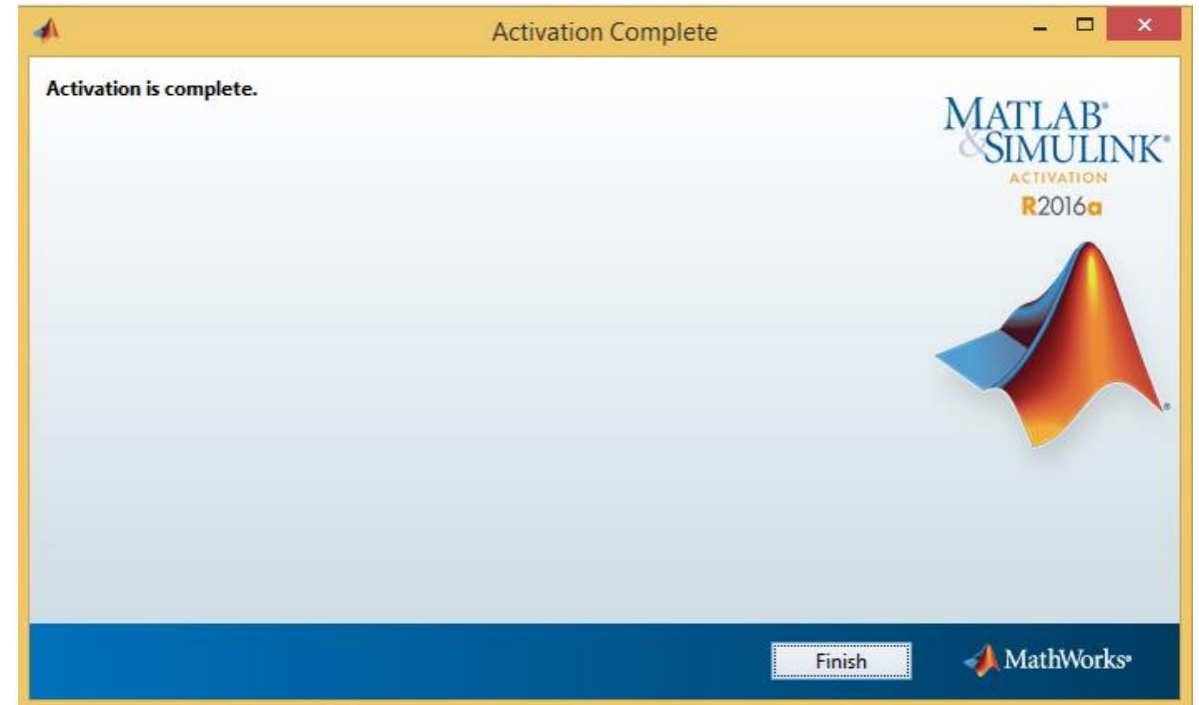 Activation Complete
Activation is complete.
MATLAB®
&SIMULINK®
ACTIVATION
R2016a
®
Finish
MathWorks®